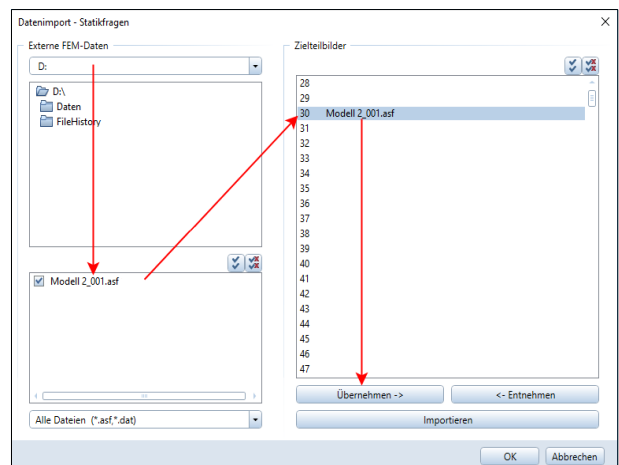 Datenimport - Statikfragen
Externe FEM-Daten
D:
D:\
Daten
FileHistory
Modell 2_001.asf
Alle Dateien (*.asf,*.dat)
Zielteilbilder
28
29
30 Modell 2_001.asf
31
32
33
34
35
36
37
38
39
40
41
42
43
44
45
46
47
Übernehmen -> <- Entnehmen
Importieren
OK Abbrechen